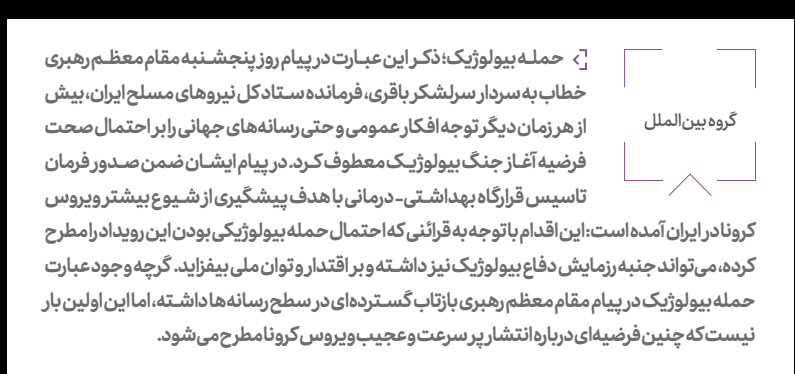 گروه بین‌الملل
حمله بیولوژیک؛ ذکر این عبارت در پیام روز پنجشنبه مقام معظم رهبری
خطاب به سردار سرلشکر باقری، فرمانده ستاد کل نیروهای مسلح ایران، بیش
از هر زمان دیگر توجه افکار عمومی و حتی رسانه‌های جهانی را بر احتمال صحت
فرضیه آغاز جنگ بیولوژیک معطوف کرد. در پیام ایشان ضمن صدور فرمان
تاسیس قرارگاه بهداشتی-درمانی با هدف پیشگیری از شیوع بیشتر ویروس
کرونا در ایران آمده است: این اقدام با توجه به قرائنی که احتمال حمله بیولوژیکی بودن این رویداد را مطرح
کرده، می‌تواند جنبه رزمایش دفاع بیولوژیک نیز داشته و بر اقتدار و توان ملی بیفزاید. گرچه وجود عبارت
حمله بیولوژیک در پیام مقام معظم رهبری بازتاب گسترده‌ای در سطح رسانه‌ها داشته، اما این اولین بار
نیست که چنین فرضیه‌ای درباره انتشار پر سرعت و عجیب ویروس کرونا مطرح می‌شود.